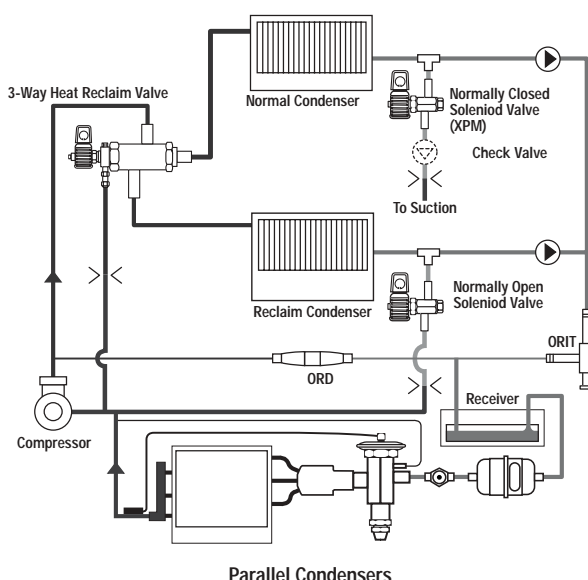 3-Way Heat Reclaim Valve
Normal Condenser
Normally Closed
Soleniod Valve
(XPM)
Check Valve
To Suction
Reclaim Condenser
Normally Open
Soleniod Valve
ORIT
ORD
Receiver
Compressor
Parallel Condensers